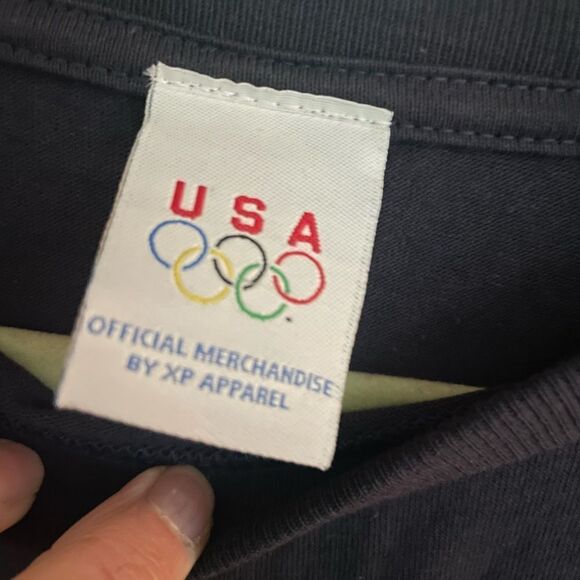 USA
OFFICIAL MERCHANDISE
BY XP APPAREL